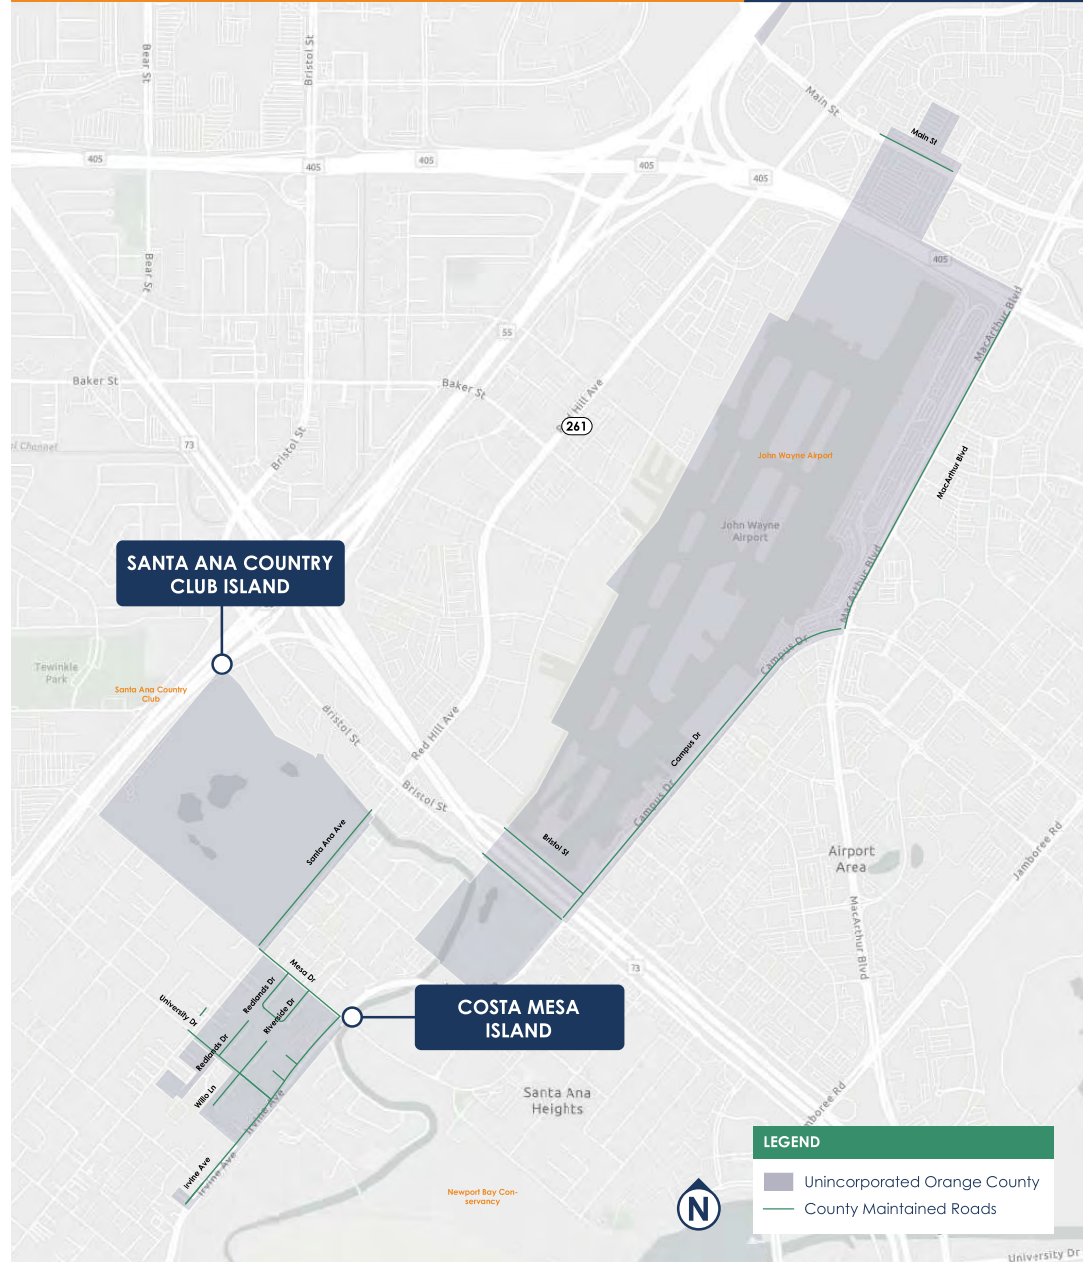 Bear St
Bristol St
Main St
Main St
405
405
405
405
405
405
Bear St
MacArthur Blvd
55
Baker St
Baker St
Hill Ave
261
73
Bristol St
John Wayne Airport
MacArthur Blvd
John Wayne
Airport
SANTA ANA COUNTRY
CLUB ISLAND
MacArthur Blvd
Campus Dr
Tewinkle
Park
Santa Ana Country
Club
Bristol St
Red Hill Ave
Campus Dr
Bristol St
Campus Dr
Bristol St
Santa Ana Ave
Airport
Area
Jamboree Rd
MacArthur Blvd
73
Mesa Dr
Redlands Dr
University Dr
Riverside Dr
COSTA MESA
ISLAND
Redlands Dr
Willo Ln
Irvine Ave
Santa Ana
Heights
mboree Rd
Irvine Ave
Irvine Ave
Newport Bay Con-
servancy
N
LEGEND
Unincorporated Orange County
County Maintained Roads
University Dr